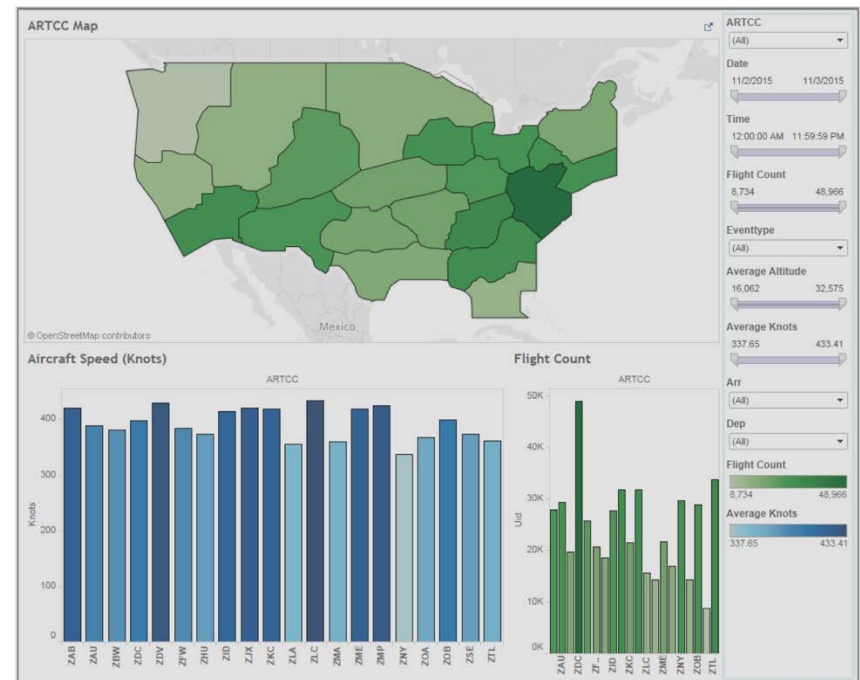 ARTCC Map
Mexico
© OpenStreetMap contributors
Aircraft Speed (Knots)
ARTCC
Knots
400
300
200
100
0
ZAB
ZAU
ZBW
ZDC
ZDV
ZFW
ZHU
ZID
ZJX
ZKC
ZLA
ZLC
ZMA
ZME
ZMP
ZNY
ZOA
ZOB
ZSE
ZTL
Flight Count
ARTCC
Uid
50K
40K
30K
20K
10K
0K
ZAU
ZDC
ZF..
ZID
ZKC
ZLC
ZME
ZNY
ZOB
ZTL
ARTCC
(All)
Date
11/2/2015 11/3/2015
Time
12:00:00 AM 11:59:59 PM
Flight Count
8,734 48,966
Eventtype
(All)
Average Altitude
16,062 32,575
Average Knots
337.65 433.41
Arr
(All)
Dep
(All)
Flight Count
8,734 48,966
Average Knots
337.65 433.41